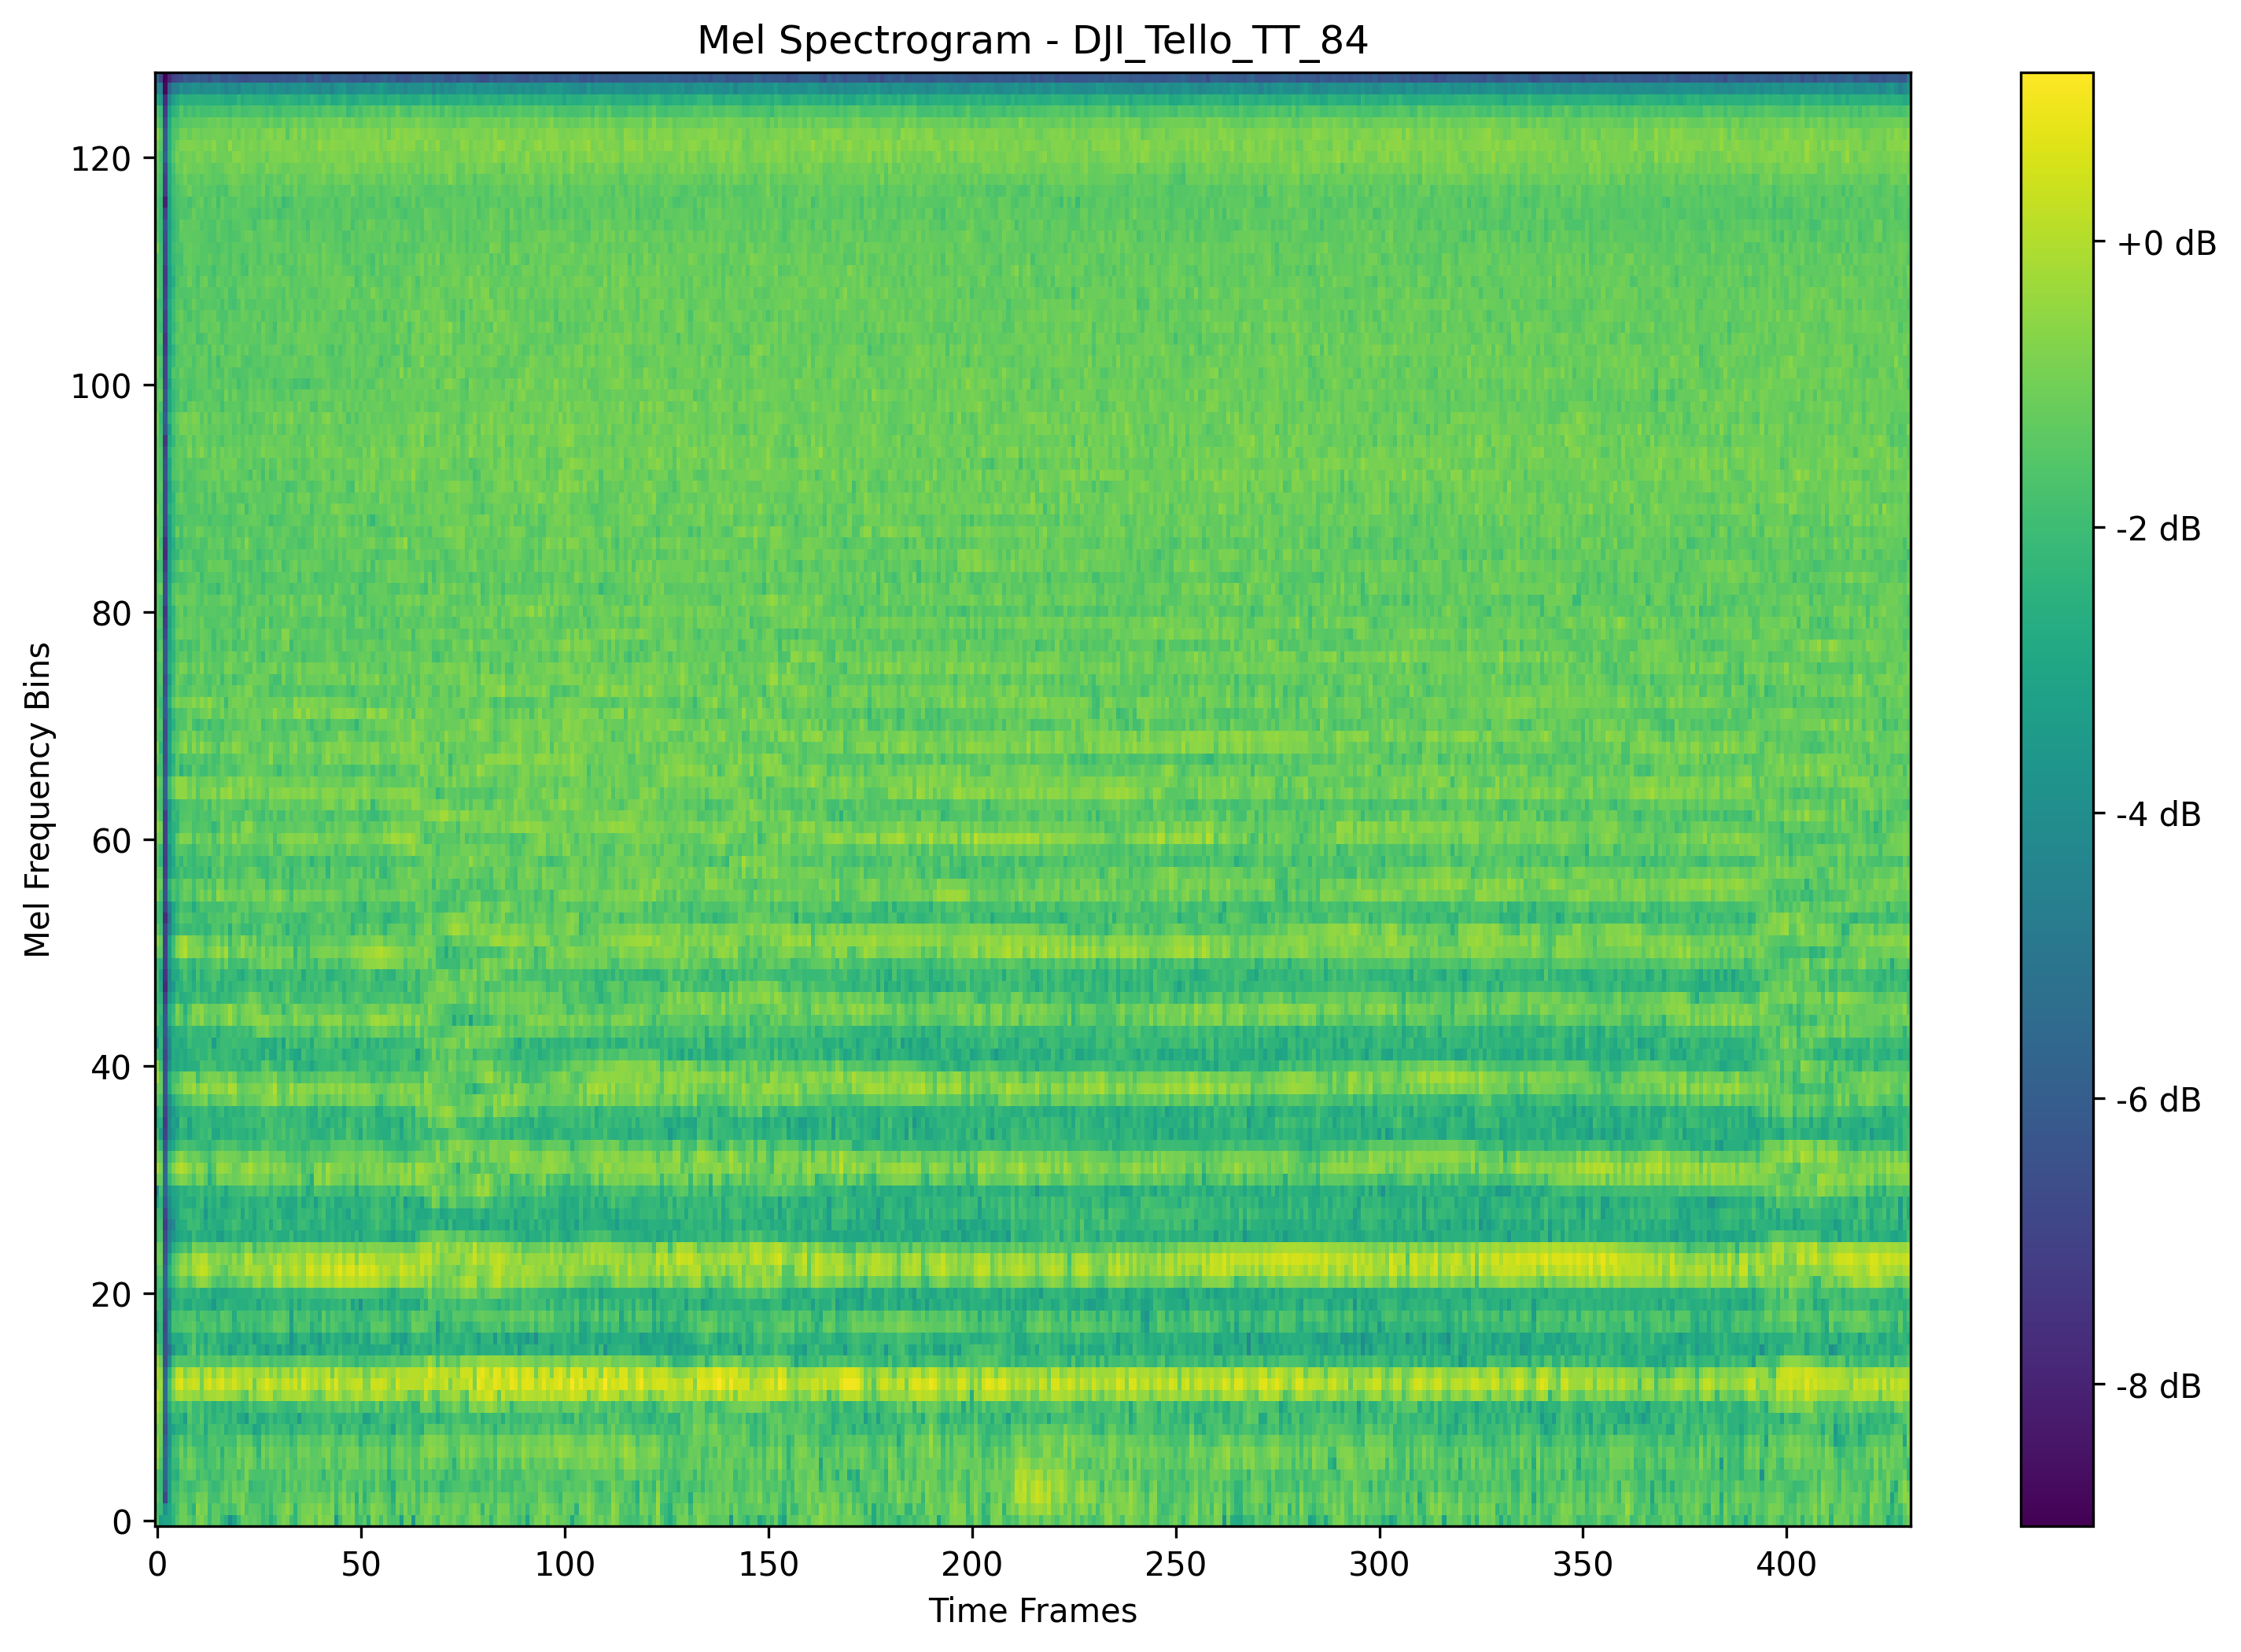 Mel Spectrogram - DJI_Tello_TT_84
Mel Frequency Bins
120
100
80
60
40
20
0
0 50 100 150 200 250 300 350 400
Time Frames
+0 dB
-2 dB
-4 dB
-6 dB
-8 dB